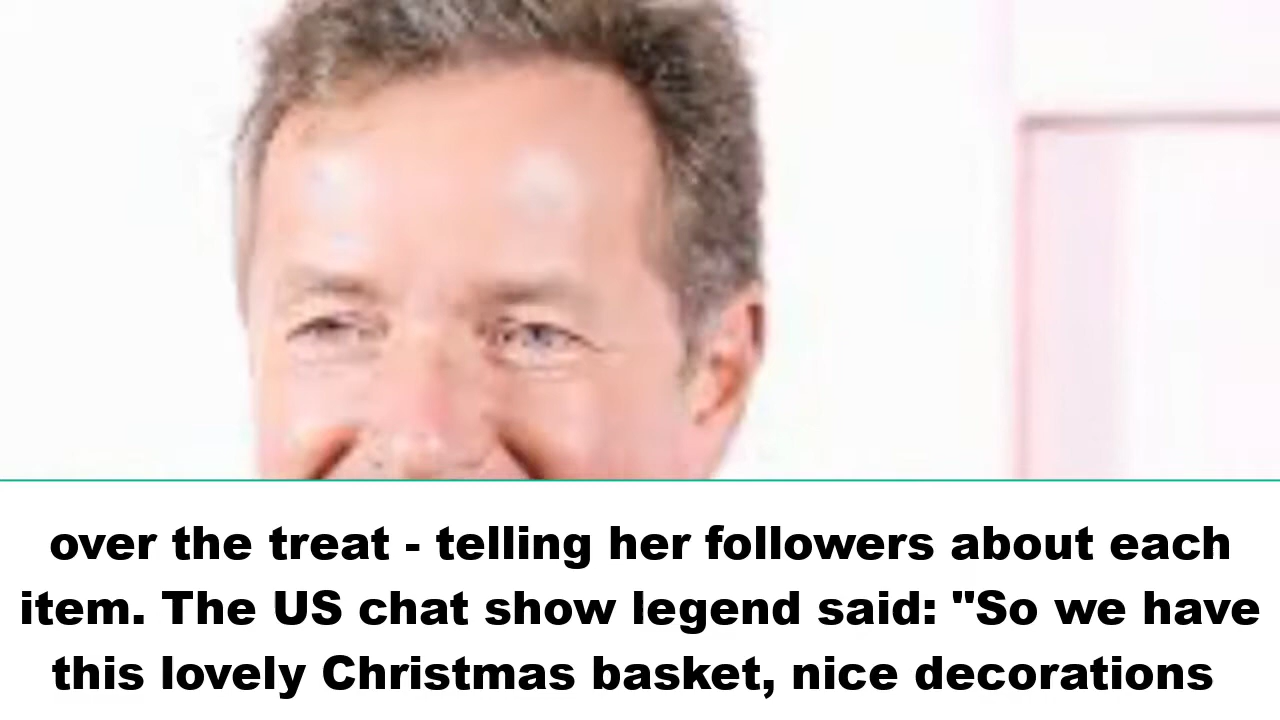 over the treat - telling her followers about each
item. The US chat show legend said: "So we have
this lovely Christmas basket, nice decorations